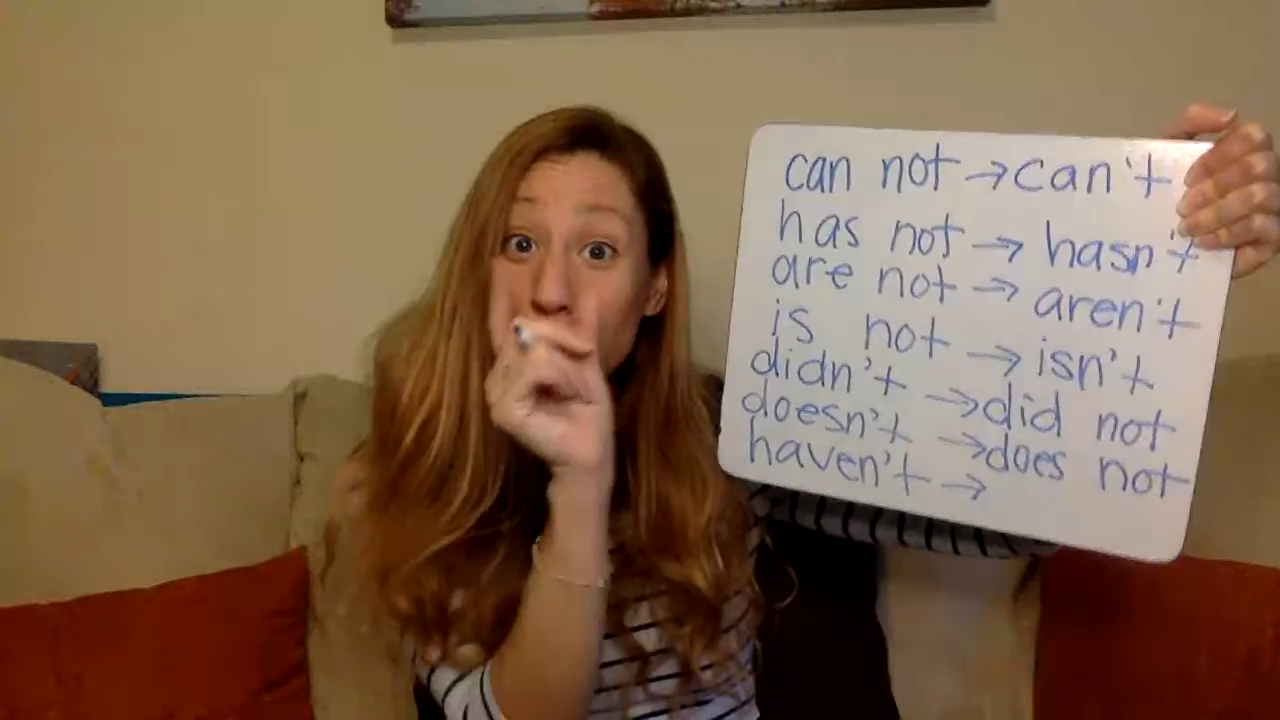 can not → can't
has not → hasn't
are not → aren't
is not → isn't
didn't → did not
doesn't → does not
haven't →